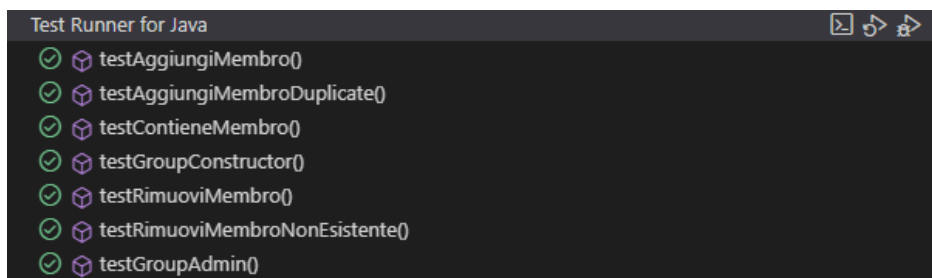 Test Runner for Java
testAggiungiMembro()
testAggiungiMembroDuplicate()
testContieneMembro()
testGroupConstructor()
testRimuoviMembro()
testRimuoviMembroNonEsistente()
testGroupAdmin()